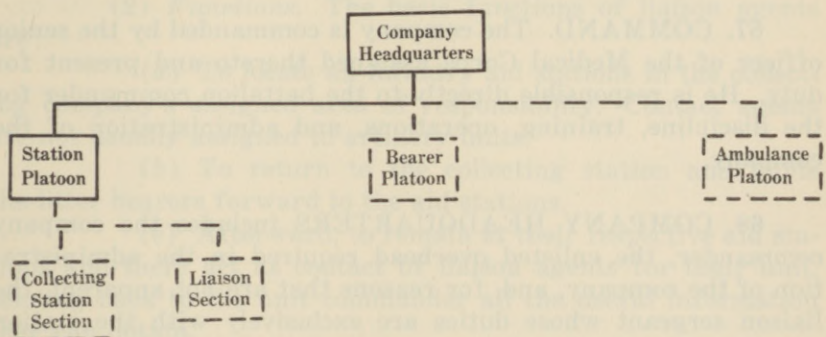 Company
Headquarters
Station
Platoon
Bearer
Platoon
Ambulance
Platoon
Collecting
Station
Section
Liaison
Section